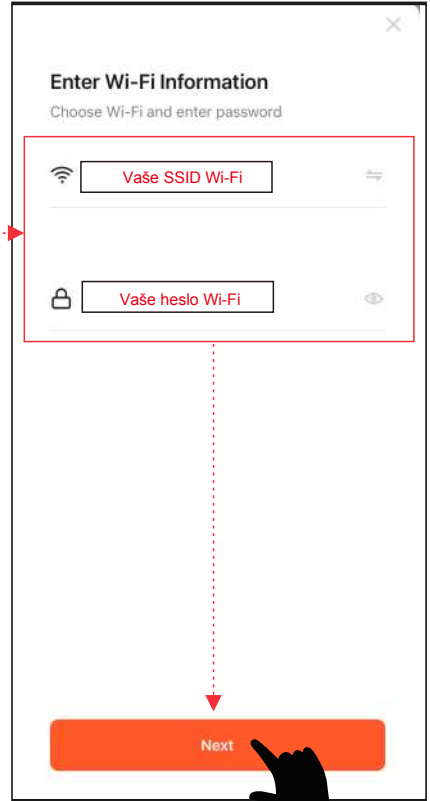 Enter Wi-Fi Information
Choose Wi-Fi and enter password
Vaše SSID Wi-Fi
Vaše heslo Wi-Fi
Next